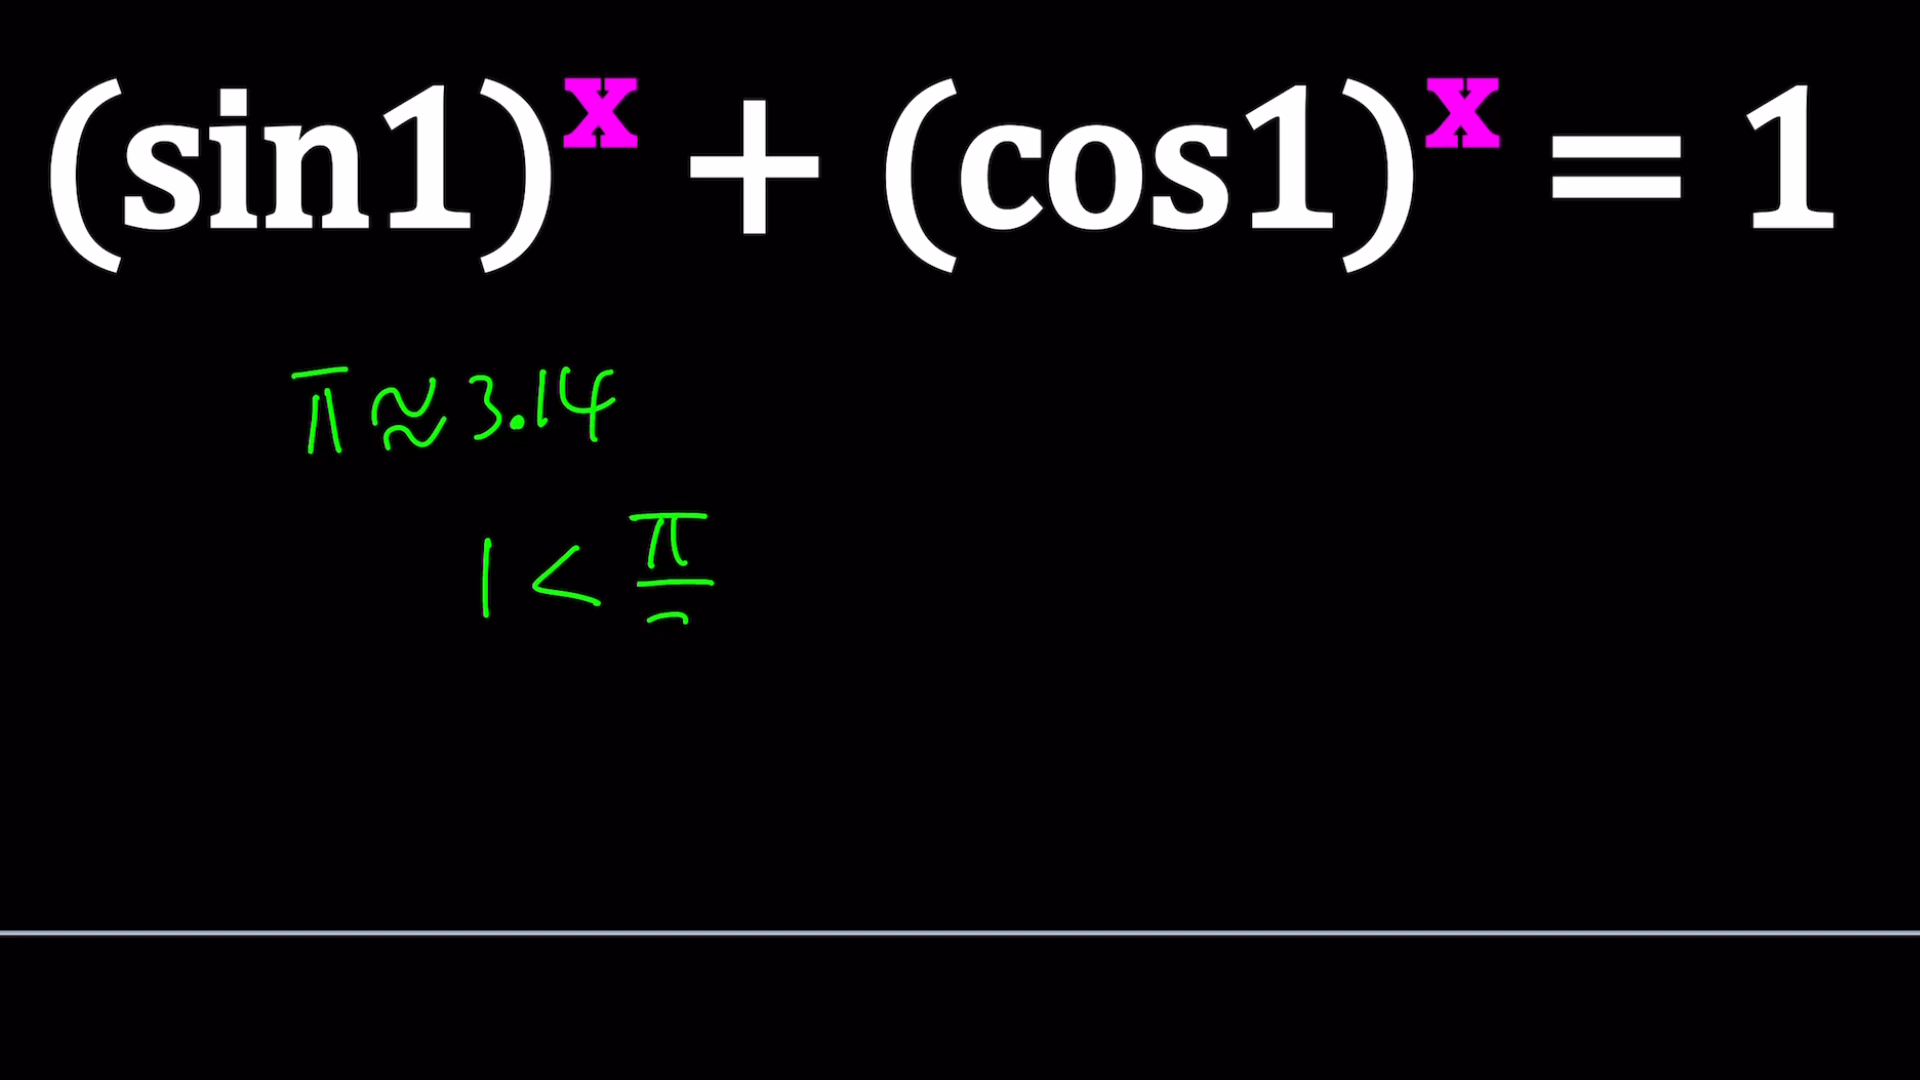 (sin1)^x + (cos1)^x = 1
π ≈ 3.14
1 < π/